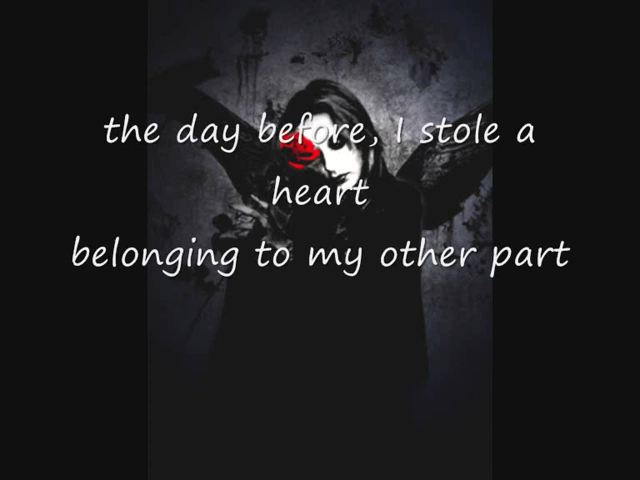 the day before, I stole a
heart
belonging to my other part